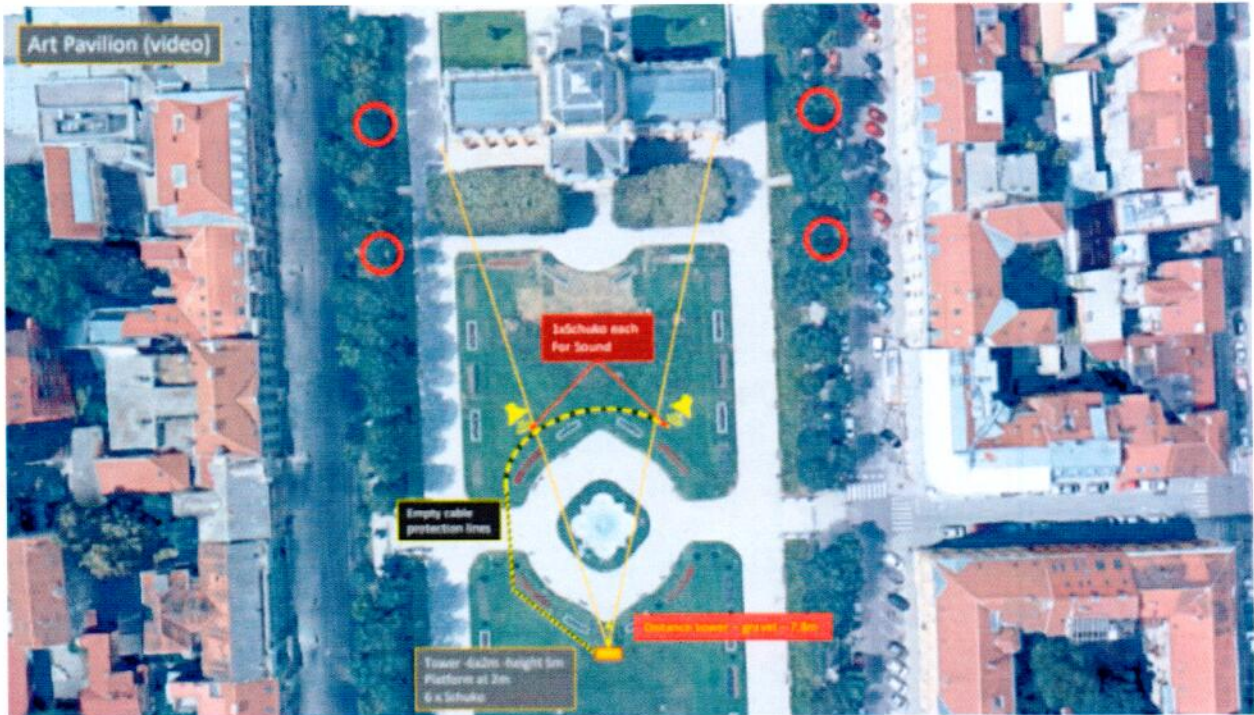 Art Pavilion (video)
1xSchuko each
For Sound
Empty cable
protection lines
Distance tower - gravel - 7.8m
Tower -6x2m -height 5m
Platform at 2m
6 x Schuko